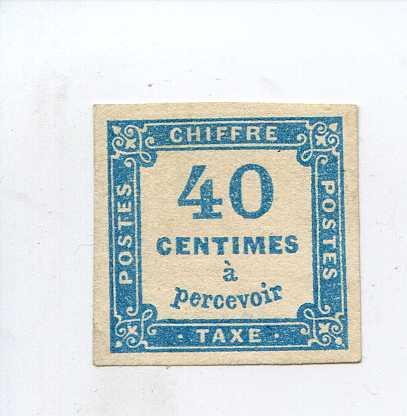 CHIFFRE
POSTES
40
CENTIMES
à
percevoir
POSTES
· TAXE ·